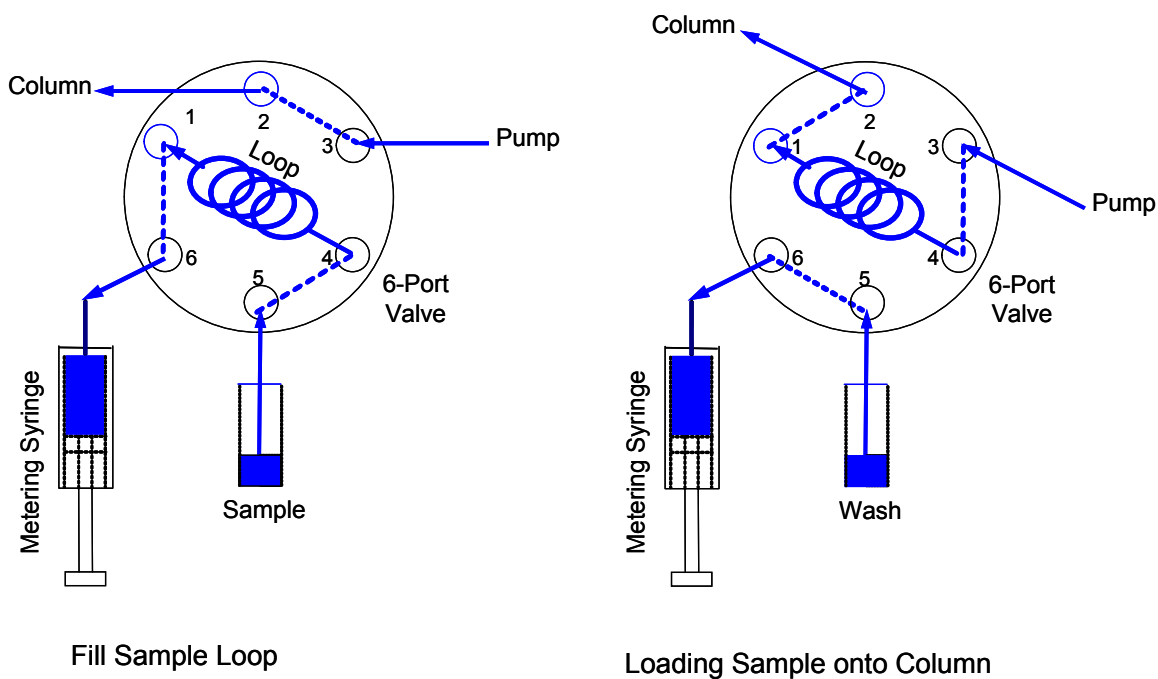 Column
1
2
3
Pump
Loop
6
4
5
6-Port
Valve
Metering Syringe
Sample
Fill Sample Loop
Column
2
1
3
Loop
Pump
6
4
5
6-Port
Valve
Metering Syringe
Wash
Loading Sample onto Column